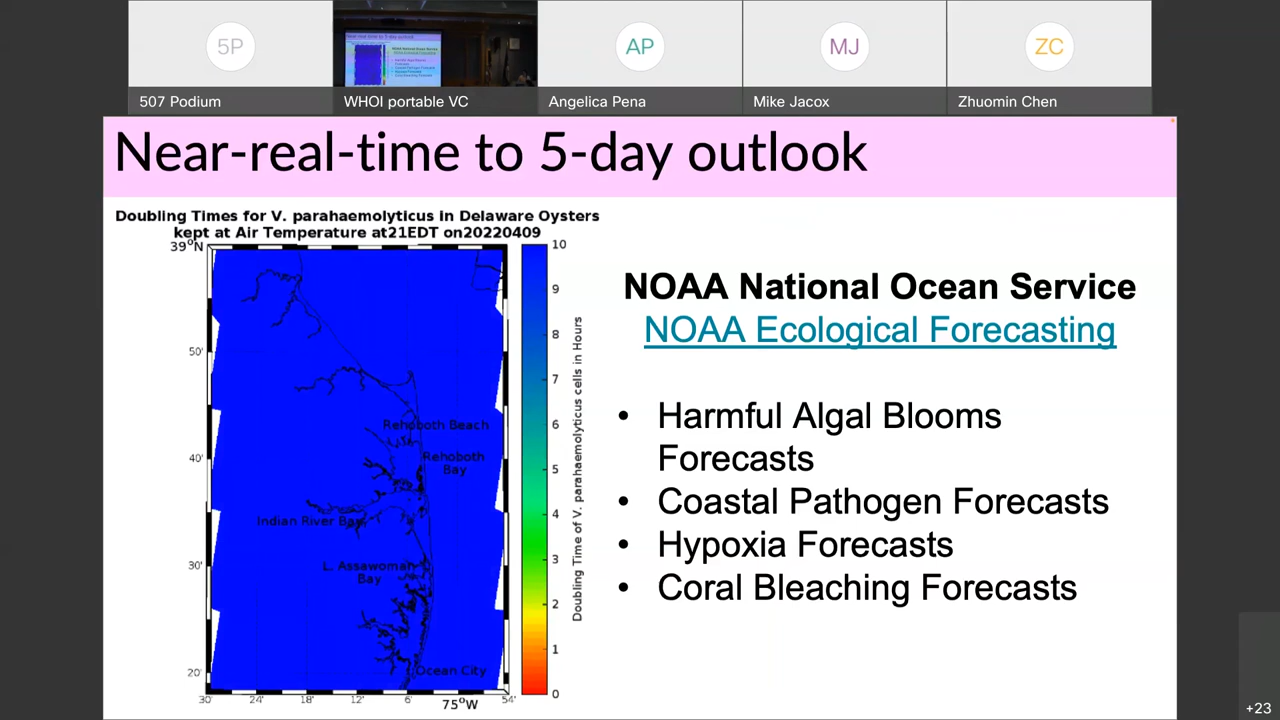 5P
AP
MJ
ZC
507 Podium
WHOI portable VC
Angelica Pena
Mike Jacox
Zhuomin Chen
Near-real-time to 5-day outlook
Doubling Times for V. parahaemolyticus in Delaware Oysters
kept at Air Temperature at21EDT on20220409
39°N
50'
40'
30'
20'
30'
24'
18'
12'
6'
75°W
54'
Rehoboth Beach
Rehoboth
Bay
Indian River Bay
L. Assawoman
Bay
Ocean City
10
9
8
7
6
5
4
3
2
1
0
Doubling Time of V. parahaemolyticus cells in Hours
NOAA National Ocean Service
NOAA Ecological Forecasting
• Harmful Algal Blooms
Forecasts
• Coastal Pathogen Forecasts
• Hypoxia Forecasts
• Coral Bleaching Forecasts
+23